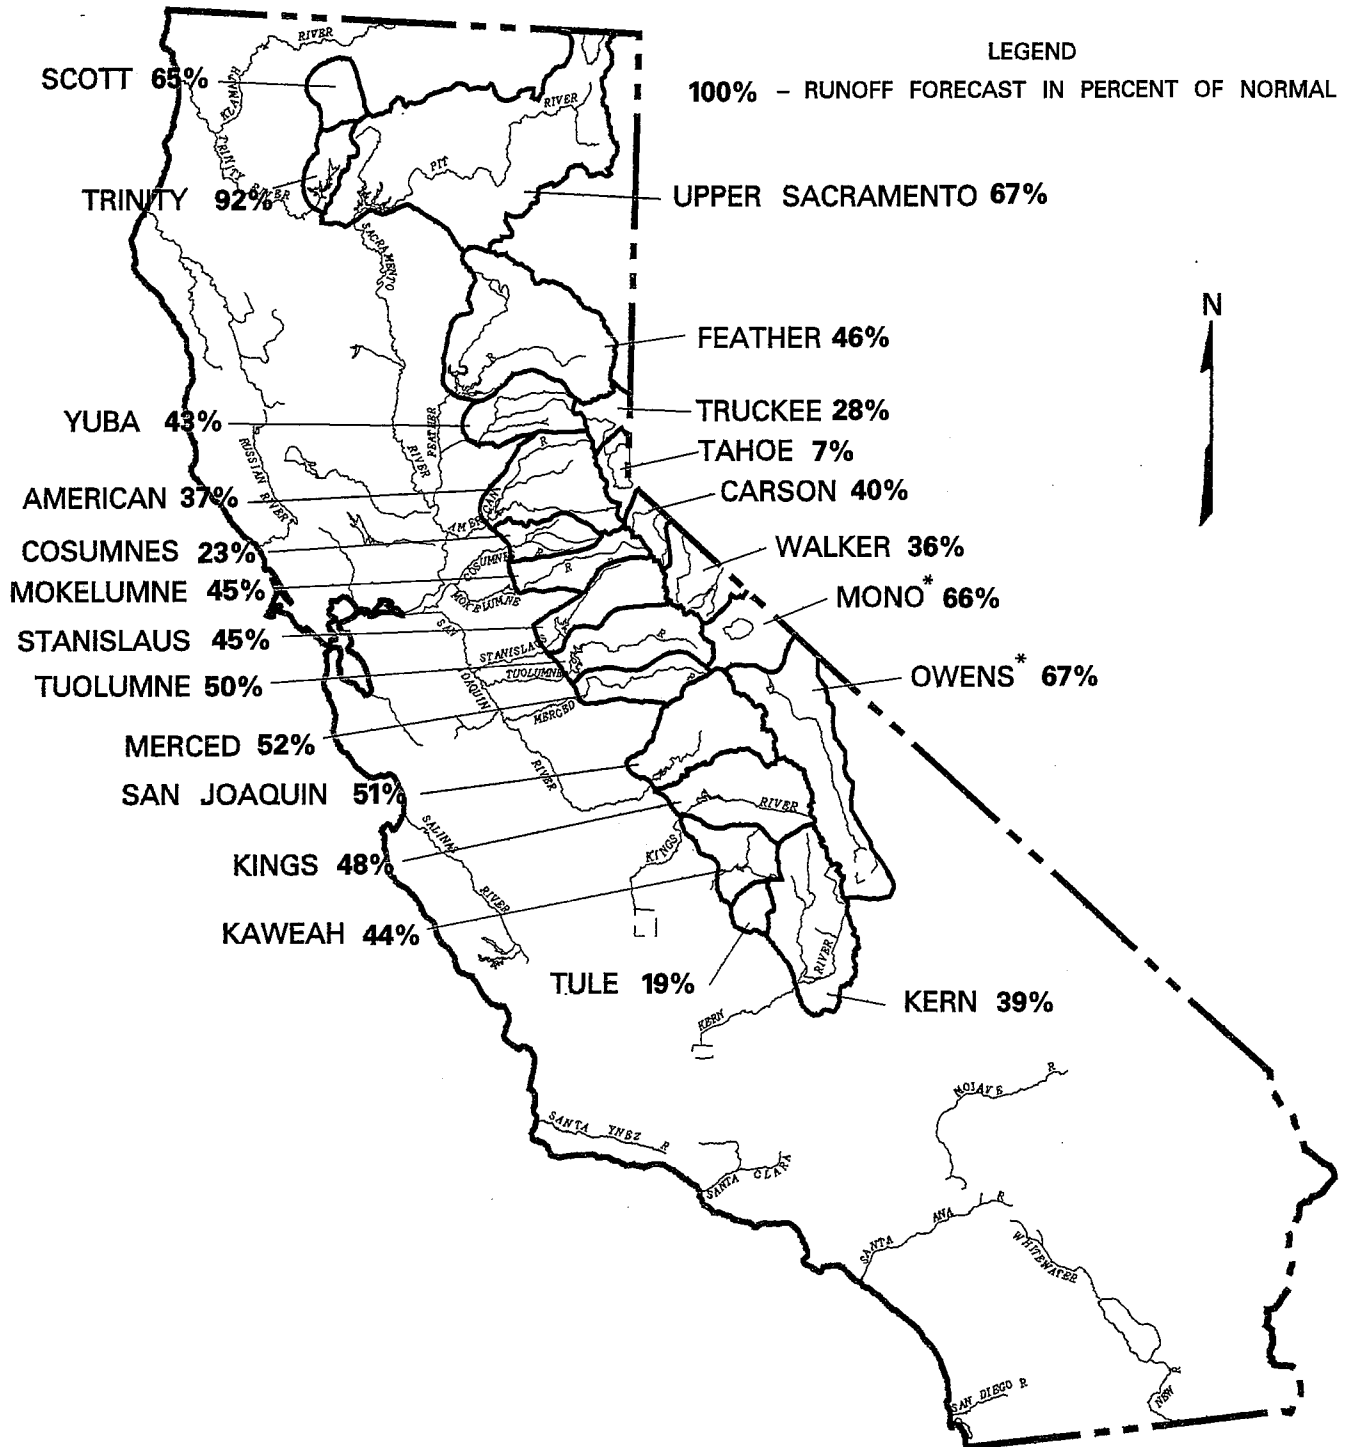 LEGEND
100% – RUNOFF FORECAST IN PERCENT OF NORMAL
N
SCOTT 65%
TRINITY 92%
UPPER SACRAMENTO 67%
FEATHER 46%
YUBA 43%
TRUCKEE 28%
TAHOE 7%
CARSON 40%
AMERICAN 37%
COSUMNES 23%
WALKER 36%
MOKELUMNE 45%
MONO* 66%
STANISLAUS 45%
OWENS* 67%
TUOLUMNE 50%
MERCED 52%
SAN JOAQUIN 51%
KINGS 48%
KAWEAH 44%
TULE 19%
KERN 39%
KLAMATH RIVER
TRINITY RIVER
PIT RIVER
SACRAMENTO RIVER
FEATHER
R
RUSSIAN RIVER
R
AMERICAN
COSUMNES R
MOKELUMNE R
STANISLAUS
TUOLUMNE R
MERCED R
SAN JOAQUIN RIVER
KINGS RIVER
SALINAS RIVER
KERN RIVER
SANTA YNEZ R
SANTA CLARA
MOJAVE R
SANTA ANA R
WHITEWATER
NEW R
SAN DIEGO R